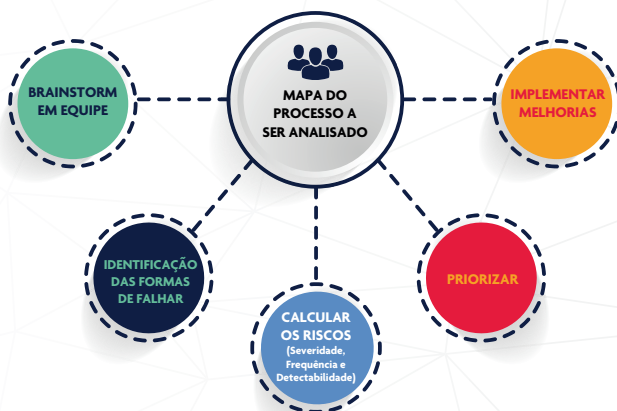 MAPA DO
PROCESSO A
SER ANALISADO
BRAINSTORM
EM EQUIPE
IDENTIFICAÇÃO
DAS FORMAS
DE FALHAR
CALCULAR
OS RISCOS
(Severidade,
Frequência e
Detectabilidade)
PRIORIZAR
IMPLEMENTAR
MELHORIAS